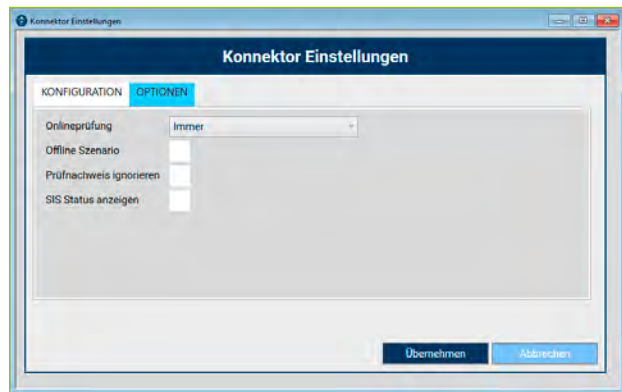 Konnektor Einstellungen
Konnektor Einstellungen
KONFIGURATION OPTIONEN
Onlineprüfung Immer
Offline Szenario
Prüfnachweis ignorieren
SIS Status anzeigen
Übernehmen Abbrechen